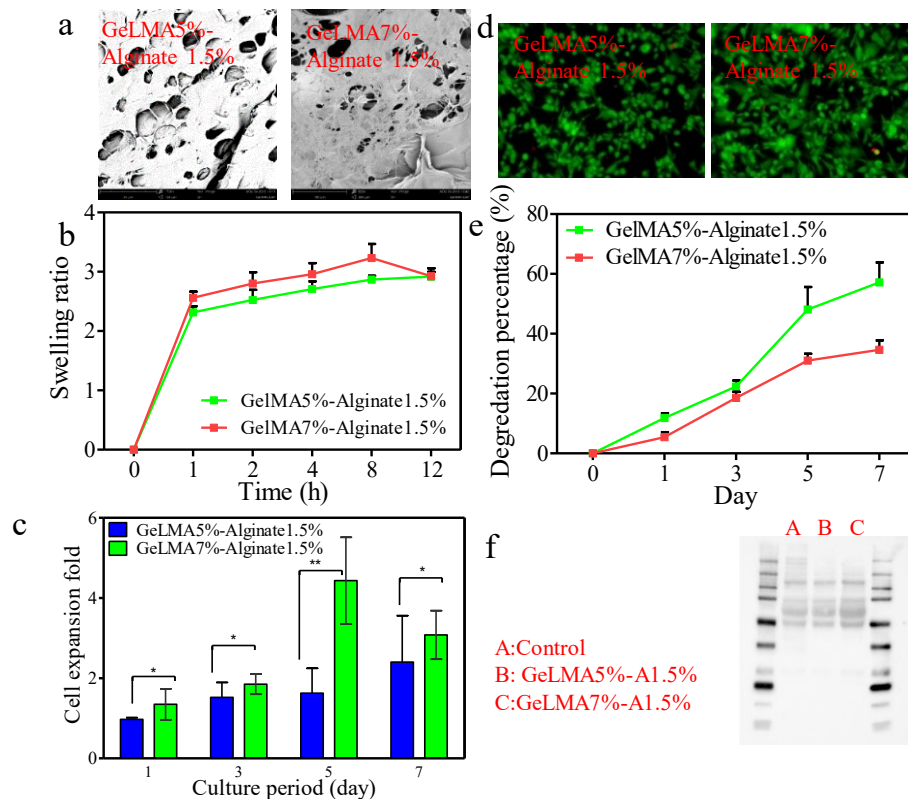 a
GeLMA5%-
Alginate 1.5%
GeLMA7%-
Alginate 1.5%
b
Swelling ratio
4
3
2
1
0
GelMA5%-Alginate1.5%
GelMA7%-Alginate1.5%
0 1 2 4 8 12
Time (h)
c
Cell expansion fold
6
4
2
0
GeLMA5%-Alginate1.5%
GeLMA7%-Alginate1.5%
* * ** *
1 3 5 7
Culture period (day)
d
GeLMA5%-
Alginate 1.5%
GeLMA7%-
Alginate 1.5%
e
Degredation percentage (%)
80
60
40
20
0
GelMA5%-Alginate1.5%
GelMA7%-Alginate1.5%
0 1 3 5 7
Day
f
A B C
A:Control
B: GeLMA5%-A1.5%
C:GeLMA7%-A1.5%